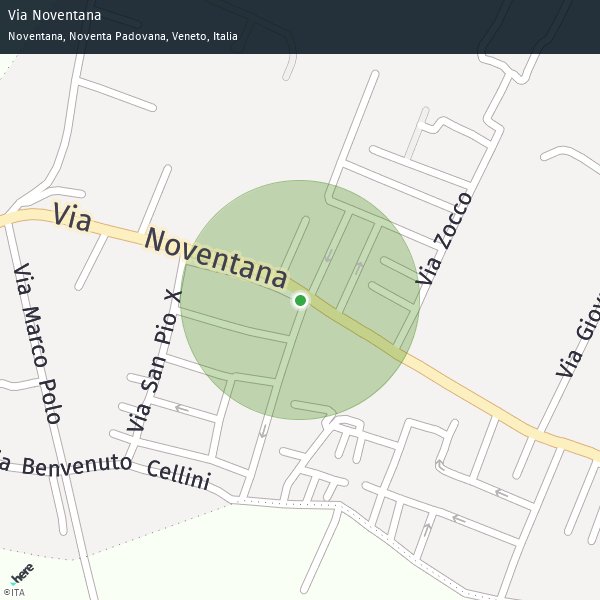 Via Noventana
Noventana, Noventa Padovana, Veneto, Italia
Via Noventana
Via Zocco
Via Marco Polo
Via San Pio X
Via Giov
a Benvenuto Cellini
here
©ITA